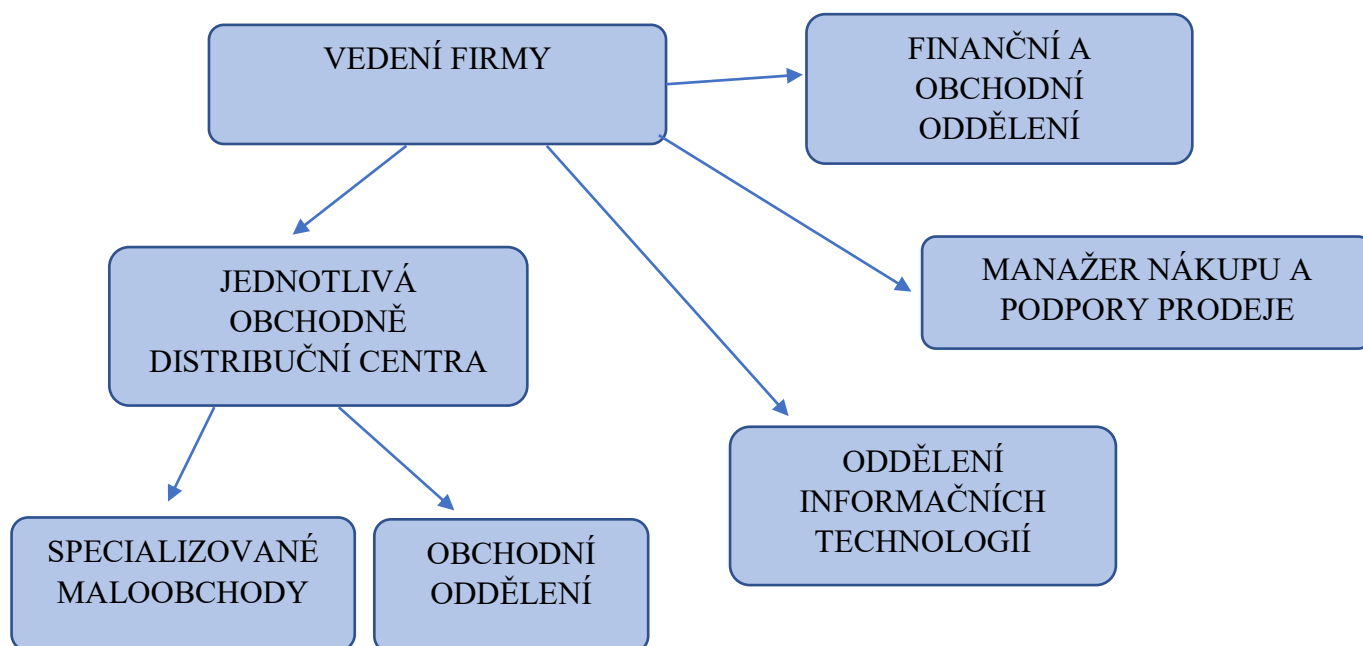 VEDENÍ FIRMY
FINANČNÍ A
OBCHODNÍ
ODDĚLENÍ
JEDNOTLIVÁ
OBCHODNĚ
DISTRIBUČNÍ CENTRA
MANAŽER NÁKUPU A
PODPORY PRODEJE
ODDĚLENÍ
INFORMAČNÍCH
TECHNOLOGIÍ
SPECIALIZOVANÉ
MALOOBCHODY
OBCHODNÍ
ODDĚLENÍ